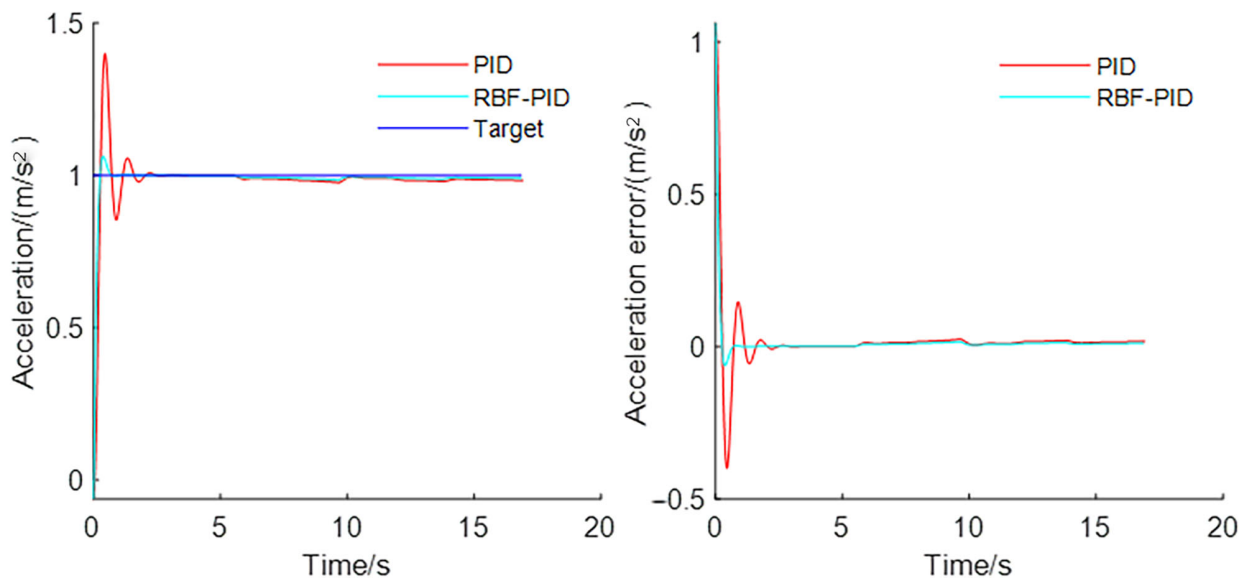 1.5
PID
RBF-PID
Target
1
0.5
0
Acceleration/(m/s²)
0
5
10
15
20
Time/s
1
PID
RBF-PID
0.5
0
−0.5
Acceleration error/(m/s²)
0
5
10
15
20
Time/s